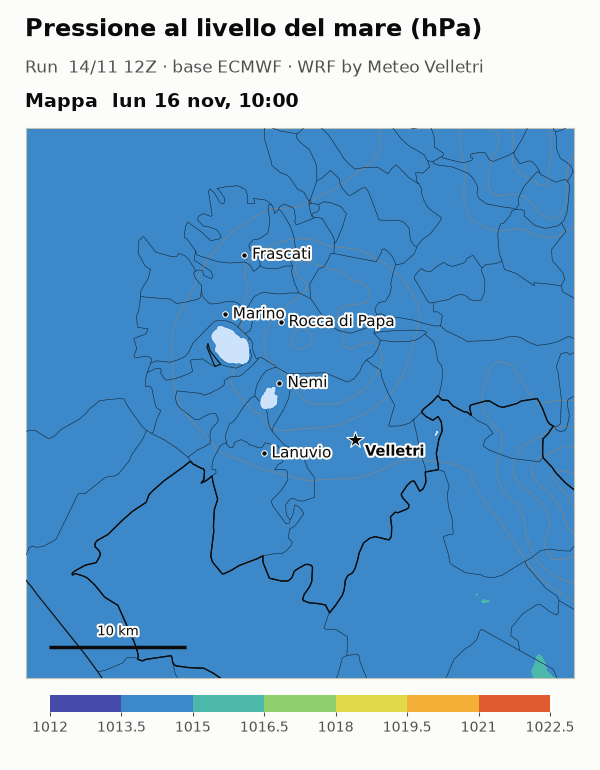 Pressione al livello del mare (hPa)
Run 14/11 12Z · base ECMWF · WRF by Meteo Velletri
Mappa lun 16 nov, 10:00
Frascati
Marino
Rocca di Papa
Nemi
Lanuvio
Velletri
10 km
1012 1013.5 1015 1016.5 1018 1019.5 1021 1022.5